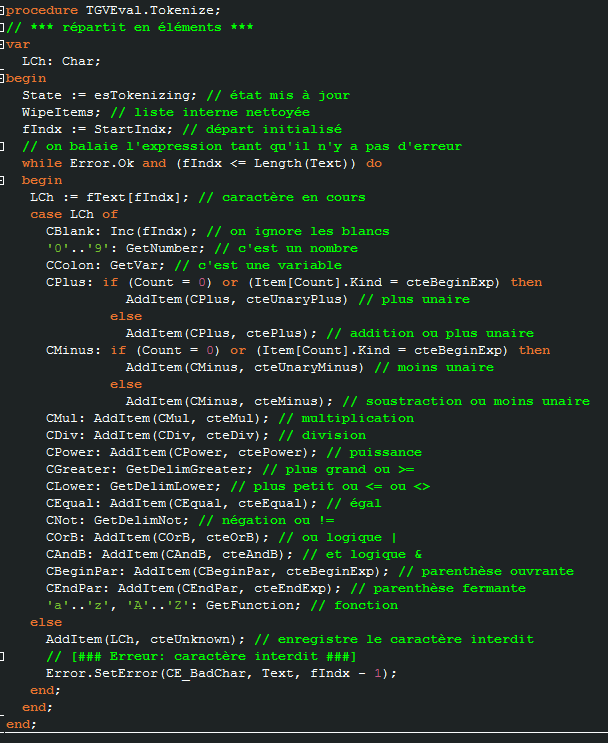 procedure TGVEval.Tokenize;
// *** répartit en éléments ***
var
  LCh: Char;
begin
  State := esTokenizing; // état mis à jour
  WipeItems; // liste interne nettoyée
  fIndx := StartIndx; // départ initialisé
  // on balaie l'expression tant qu'il n'y a pas d'erreur
  while Error.Ok and (fIndx <= Length(Text)) do
  begin
   LCh := fText[fIndx]; // caractère en cours
   case LCh of
     CBlank: Inc(fIndx); // on ignore les blancs
     '0'..'9': GetNumber; // c'est un nombre
     CColon: GetVar; // c'est une variable
     CPlus: if (Count = 0) or (Item[Count].Kind = cteBeginExp) then
               AddItem(CPlus, cteUnaryPlus) // plus unaire
             else
               AddItem(CPlus, ctePlus); // addition ou plus unaire
     CMinus: if (Count = 0) or (Item[Count].Kind = cteBeginExp) then
               AddItem(CMinus, cteUnaryMinus) // moins unaire
             else
               AddItem(CMinus, cteMinus); // soustraction ou moins unaire
     CMul: AddItem(CMul, cteMul); // multiplication
     CDiv: AddItem(CDiv, cteDiv); // division
     CPower: AddItem(CPower, ctePower); // puissance
     CGreater: GetDelimGreater; // plus grand ou >=
     CLower: GetDelimLower; // plus petit ou <= ou <>
     CEqual: AddItem(CEqual, cteEqual); // égal
     CNot: GetDelimNot; // négation ou !=
     COrB: AddItem(COrB, cteOrB); // ou logique |
     CAndB: AddItem(CAndB, cteAndB); // et logique &
     CBeginPar: AddItem(CBeginPar, cteBeginExp); // parenthèse ouvrante
     CEndPar: AddItem(CEndPar, cteEndExp); // parenthèse fermante
     'a'..'z', 'A'..'Z': GetFunction; // fonction
   else
     AddItem(LCh, cteUnknown); // enregistre le caractère interdit
     // [### Erreur: caractère interdit ###]
     Error.SetError(CE_BadChar, Text, fIndx - 1);
   end;
  end;
end;